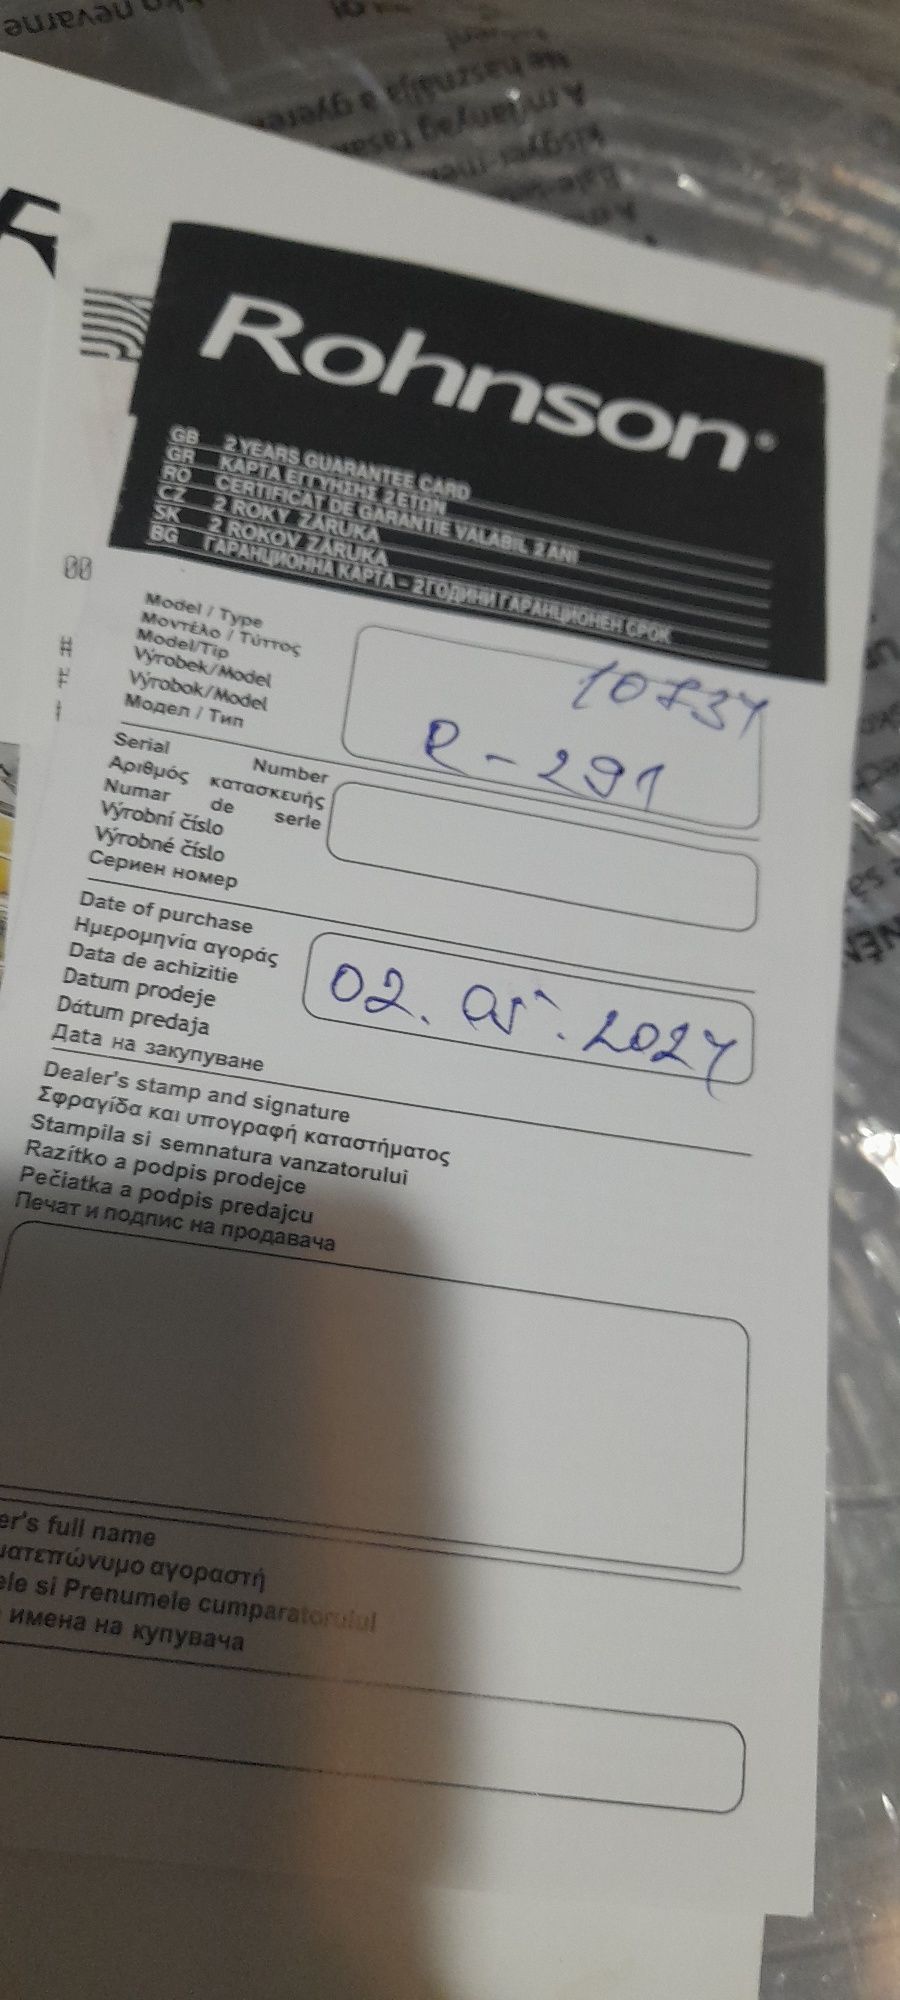 Rohnson®
GB 2 YEARS GUARANTEE CARD
GR ΚΑΡΤΑ ΕΓΓΥΗΣΗΣ 2 ΕΤΩΝ
RO CERTIFICAT DE GARANTIE VALABIL 2 ANI
CZ 2 ROKY ZÁRUKA
SK 2 ROKOV ZÁRUKA
BG ГАРАНЦИОННА КАРТА – 2 ГОДИНИ ГАРАНЦИОНЕН СРОК
Model / Type
Μοντέλο / Τύπος
Model/Tip
Výrobek/Model
Výrobok/Model
Модел / Тип
R-291
Serial Number
Αριθμός κατασκευής
Numar de serie
Výrobní číslo
Výrobné číslo
Сериен номер
Date of purchase
Ημερομηνία αγοράς
Data de achizitie
Datum prodeje
Dátum predaja
Дата на закупуване
02. 05. 2024
Dealer's stamp and signature
Σφραγίδα και υπογραφή καταστήματος
Stampila si semnatura vanzatorului
Razítko a podpis prodejce
Pečiatka a podpis predajcu
Печат и подпис на продавача
full name
αγοραστή
si Prenumele cumparatorului
имена на купувача